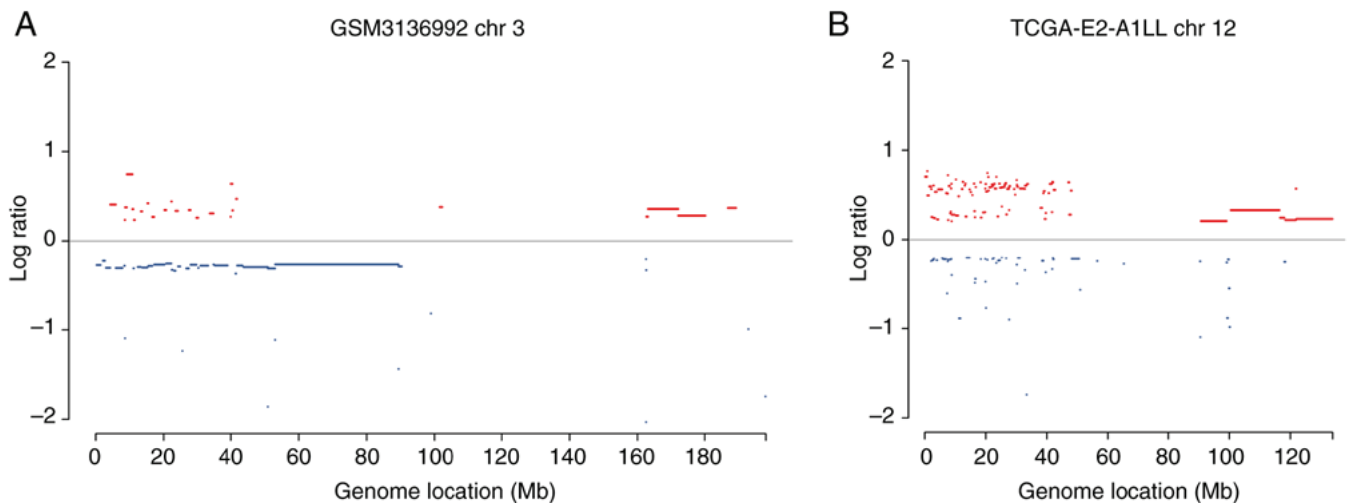 A
GSM3136992 chr 3
2
1
0
−1
−2
Log ratio
0 20 40 60 80 100 120 140 160 180
Genome location (Mb)
B
TCGA-E2-A1LL chr 12
2
1
0
−1
−2
Log ratio
0 20 40 60 80 100 120
Genome location (Mb)